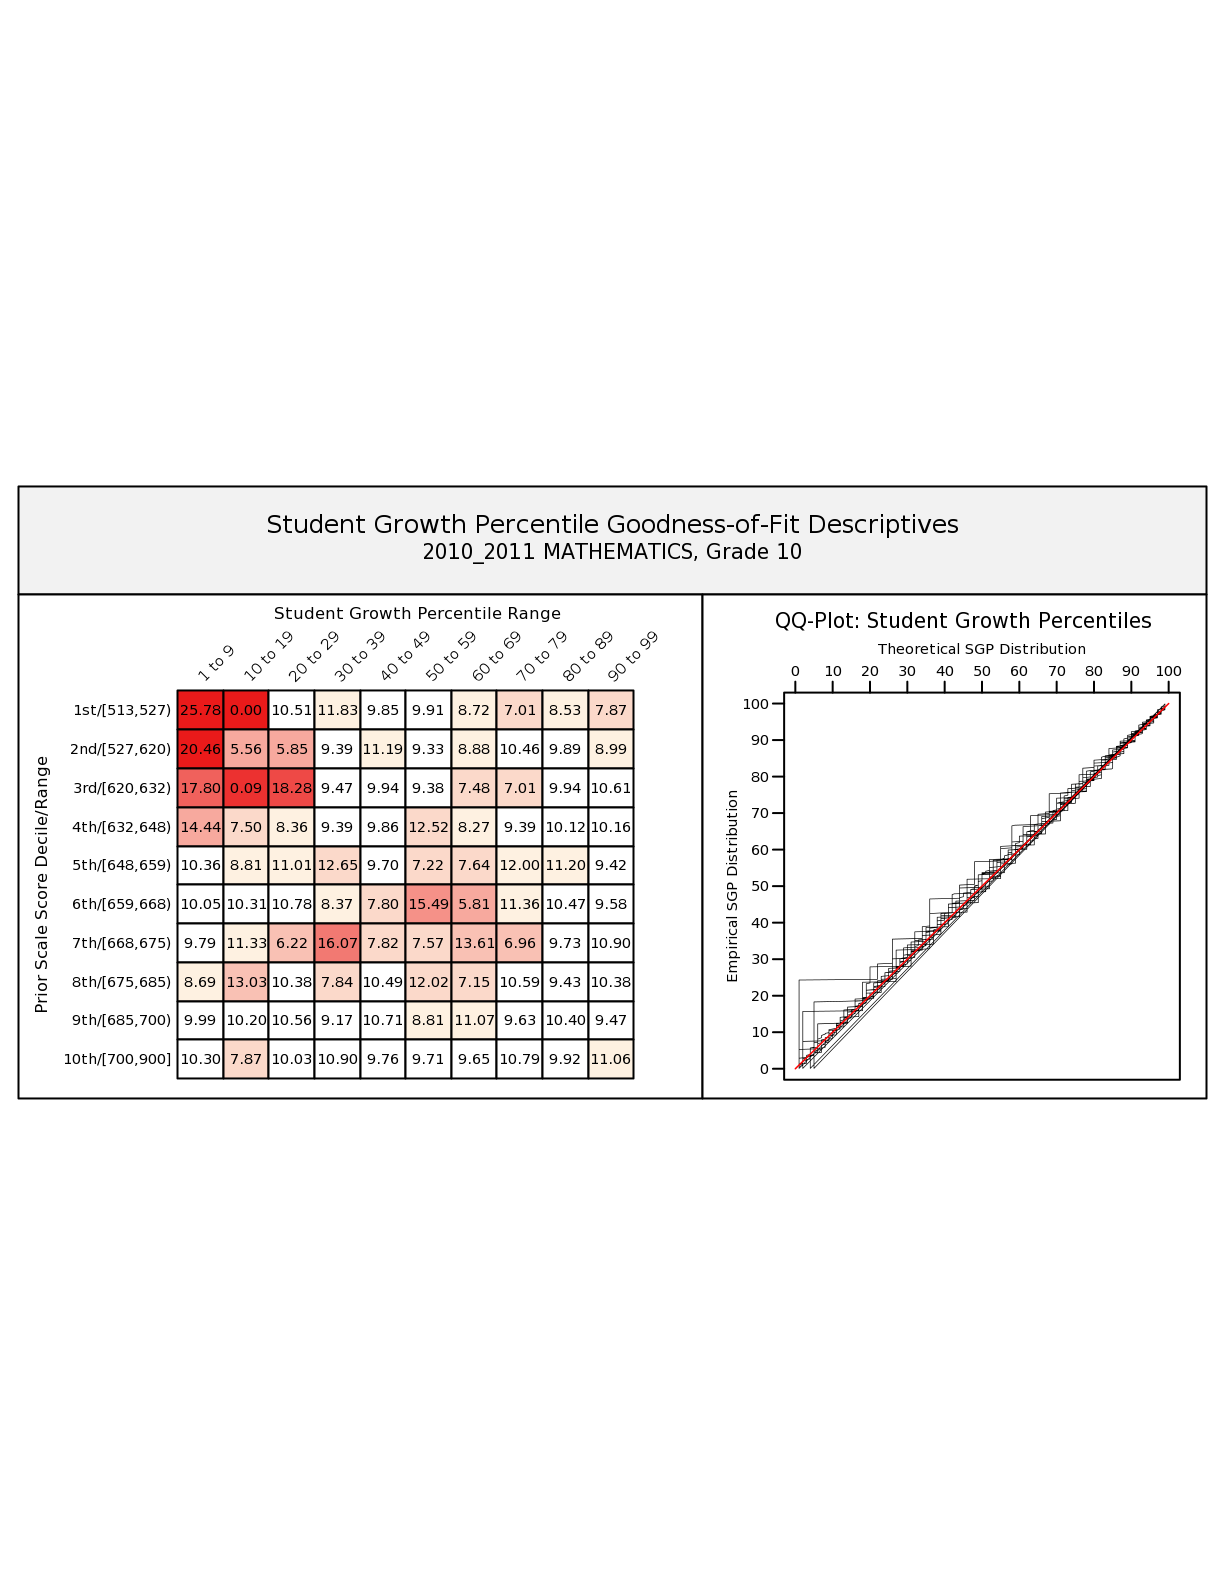 Student Growth Percentile Goodness-of-Fit Descriptives
2010_2011 MATHEMATICS, Grade 10
Student Growth Percentile Range
1 to 9 10 to 19 20 to 29 30 to 39 40 to 49 50 to 59 60 to 69 70 to 79 80 to 89 90 to 99
Prior Scale Score Decile/Range
1st/[513,527) 25.78 0.00 10.51 11.83 9.85 9.91 8.72 7.01 8.53 7.87
2nd/[527,620) 20.46 5.56 5.85 9.39 11.19 9.33 8.88 10.46 9.89 8.99
3rd/[620,632) 17.80 0.09 18.28 9.47 9.94 9.38 7.48 7.01 9.94 10.61
4th/[632,648) 14.44 7.50 8.36 9.39 9.86 12.52 8.27 9.39 10.12 10.16
5th/[648,659) 10.36 8.81 11.01 12.65 9.70 7.22 7.64 12.00 11.20 9.42
6th/[659,668) 10.05 10.31 10.78 8.37 7.80 15.49 5.81 11.36 10.47 9.58
7th/[668,675) 9.79 11.33 6.22 16.07 7.82 7.57 13.61 6.96 9.73 10.90
8th/[675,685) 8.69 13.03 10.38 7.84 10.49 12.02 7.15 10.59 9.43 10.38
9th/[685,700) 9.99 10.20 10.56 9.17 10.71 8.81 11.07 9.63 10.40 9.47
10th/[700,900] 10.30 7.87 10.03 10.90 9.76 9.71 9.65 10.79 9.92 11.06
QQ-Plot: Student Growth Percentiles
Theoretical SGP Distribution
0 10 20 30 40 50 60 70 80 90 100
Empirical SGP Distribution
100
90
80
70
60
50
40
30
20
10
0